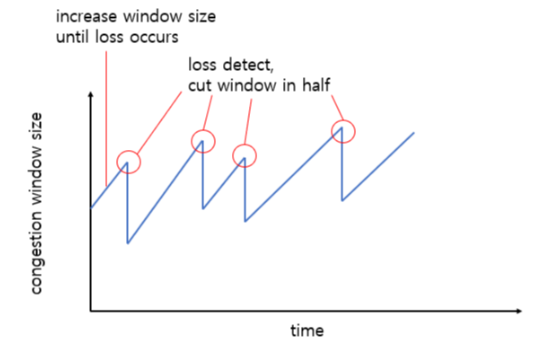 increase window size
until loss occurs
loss detect,
cut window in half
congestion window size
time